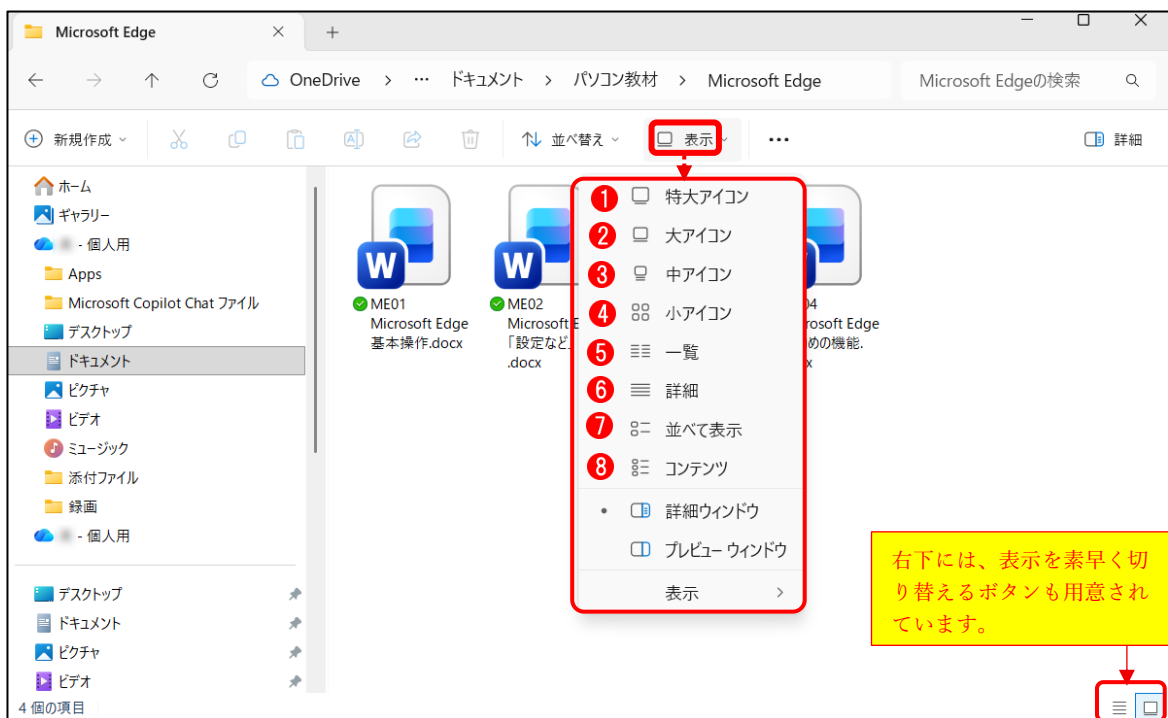 Microsoft Edge
OneDrive > … ドキュメント > パソコン教材 > Microsoft Edge
Microsoft Edgeの検索
新規作成
並べ替え
表示
詳細
ホーム
ギャラリー
- 個人用
Apps
Microsoft Copilot Chat ファイル
デスクトップ
ドキュメント
ピクチャ
ビデオ
ミュージック
添付ファイル
録画
- 個人用
デスクトップ
ドキュメント
ピクチャ
ビデオ
4 個の項目
W
ME01
Microsoft Edge
基本操作.docx
W
ME02
Microsoft E
「設定など」
.docx
04
rosoft Edge
めの機能.
x
1 特大アイコン
2 大アイコン
3 中アイコン
4 小アイコン
5 一覧
6 詳細
7 並べて表示
8 コンテンツ
• 詳細ウィンドウ
プレビュー ウィンドウ
表示 >
右下には、表示を素早く切
り替えるボタンも用意され
ています。